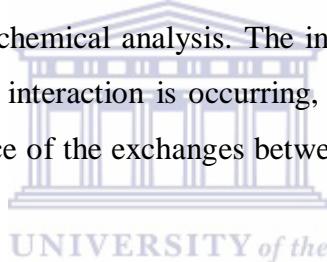 chemical analysis. The in
interaction is occurring,
ce of the exchanges betwe
UNIVERSITY of the